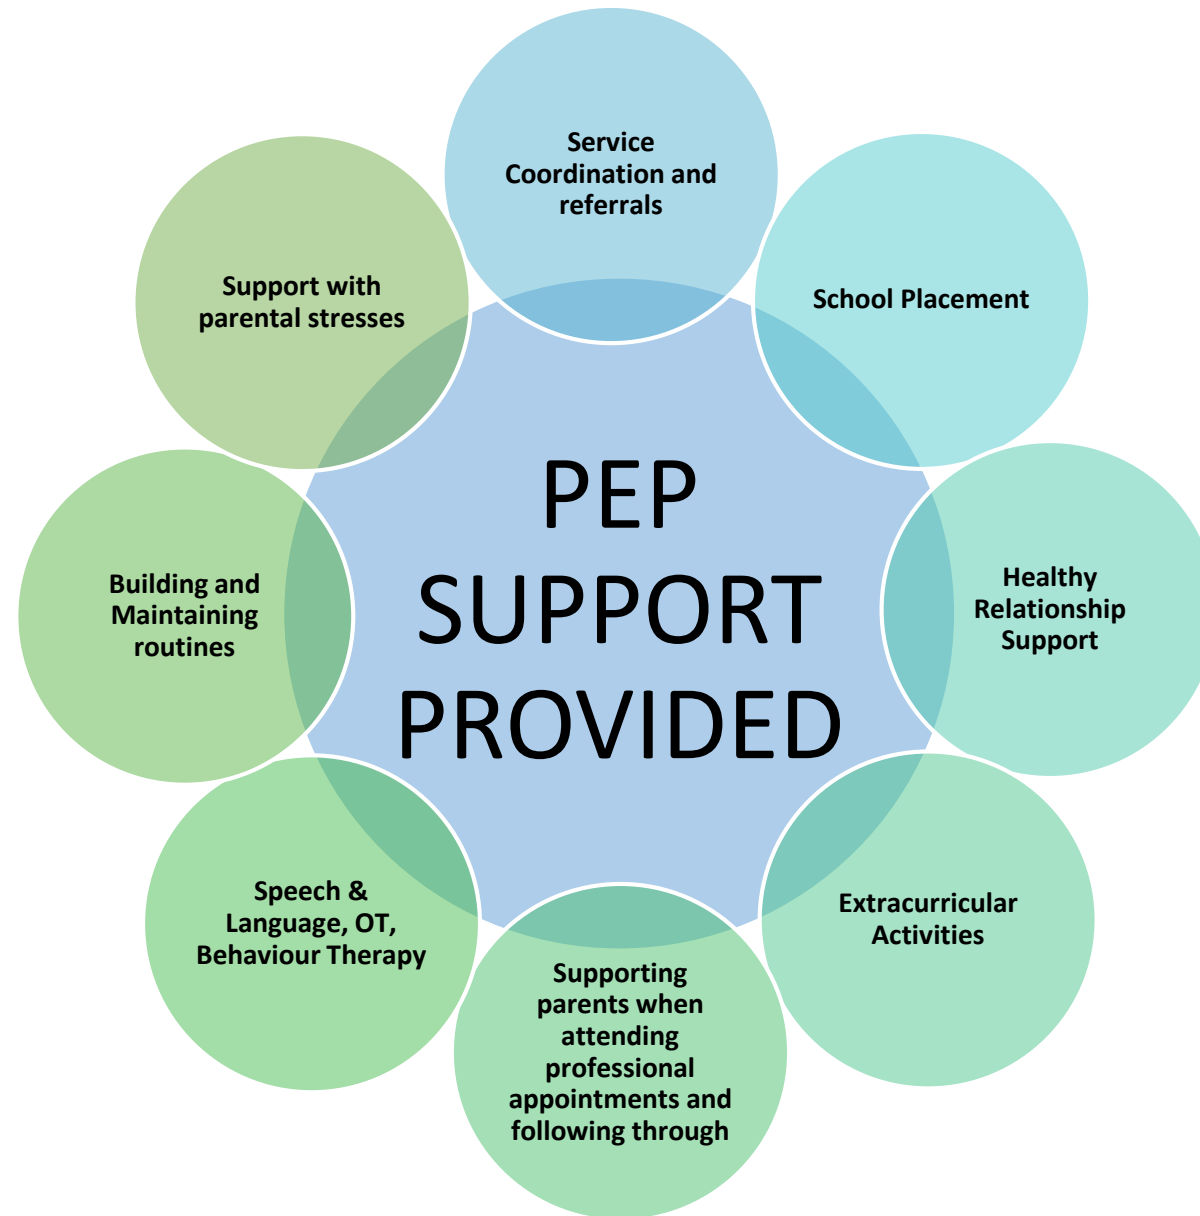 Service
Coordination and
referrals
School Placement
Healthy
Relationship
Support
Extracurricular
Activities
Supporting
parents when
attending
professional
appointments and
following through
Speech &
Language, OT,
Behaviour Therapy
Building and
Maintaining
routines
Support with
parental stresses
PEP
SUPPORT
PROVIDED